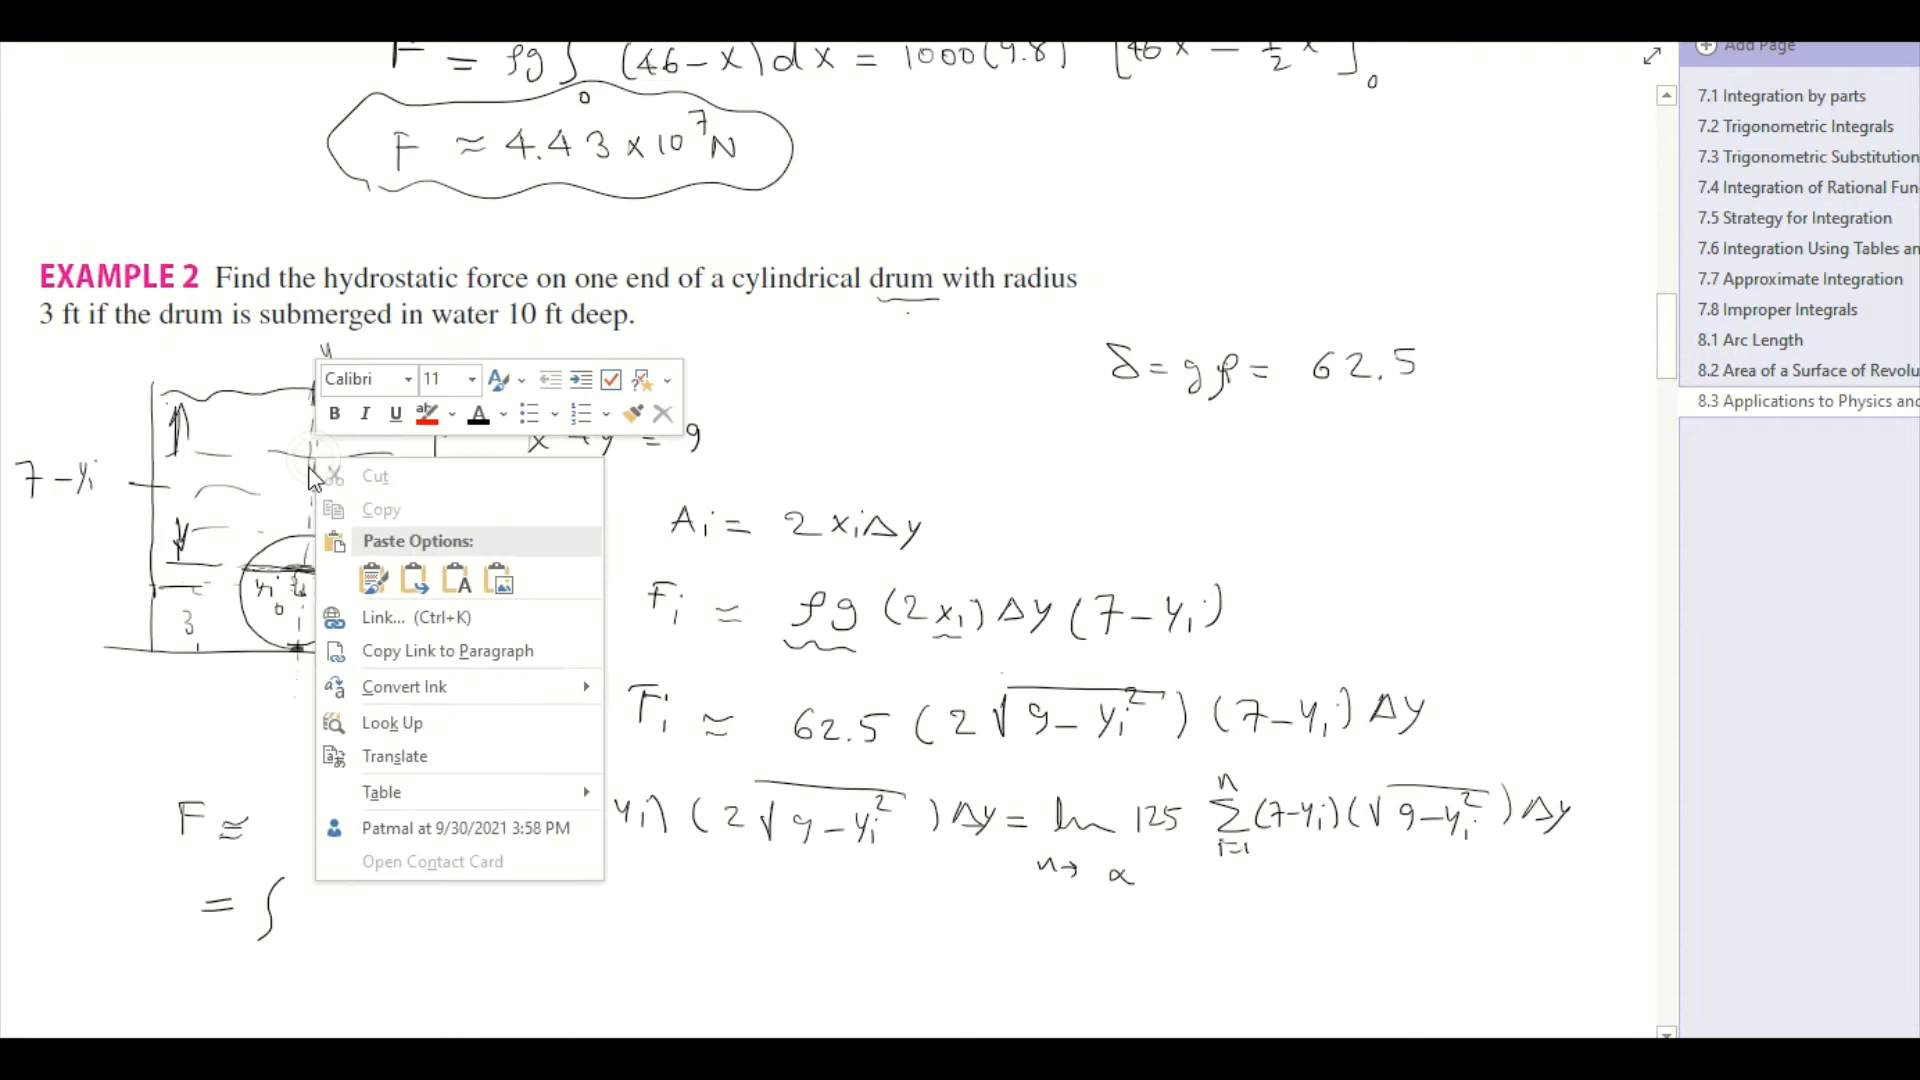 F = ρg ∫ (46-x) dx = 1000(9.8) [46x - 1/2 x ]
0 0
F ≈ 4.43 x 10^7 N
EXAMPLE 2 Find the hydrostatic force on one end of a cylindrical drum with radius
3 ft if the drum is submerged in water 10 ft deep.
δ = gρ = 62.5
y
Calibri 11
B I U A
x + y = 9
7 - yi
yi
0
3
Ai = 2xiΔy
Fi ≈ ρg (2xi) Δy (7 - yi)
Fi ≈ 62.5 (2 √(9 - yi²)) (7 - yi) Δy
F ≈ yi) (2 √(9 - yi²)) Δy = lim n→∝ 125 n Σ i=1 (7-yi)(√(9-yi²)) Δy
= ∫
Cut
Copy
Paste Options:
Link... (Ctrl+K)
Copy Link to Paragraph
Convert Ink
Look Up
Translate
Table
Patmal at 9/30/2021 3:58 PM
Open Contact Card
Add Page
7.1 Integration by parts
7.2 Trigonometric Integrals
7.3 Trigonometric Substitution
7.4 Integration of Rational Fun
7.5 Strategy for Integration
7.6 Integration Using Tables an
7.7 Approximate Integration
7.8 Improper Integrals
8.1 Arc Length
8.2 Area of a Surface of Revolu
8.3 Applications to Physics and